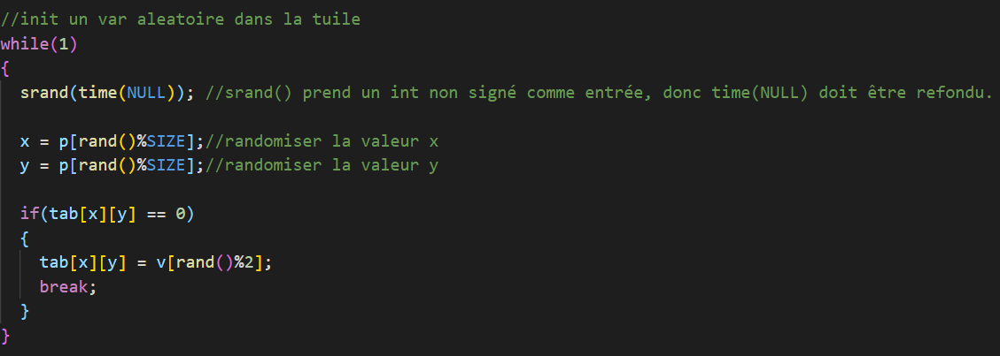 //init un var aleatoire dans la tuile
while(1)
{
  srand(time(NULL)); //srand() prend un int non signé comme entrée, donc time(NULL) doit être refondu.
  x = p[rand()%SIZE];//randomiser la valeur x
  y = p[rand()%SIZE];//randomiser la valeur y
  if(tab[x][y] == 0)
  {
    tab[x][y] = v[rand()%2];
    break;
  }
}